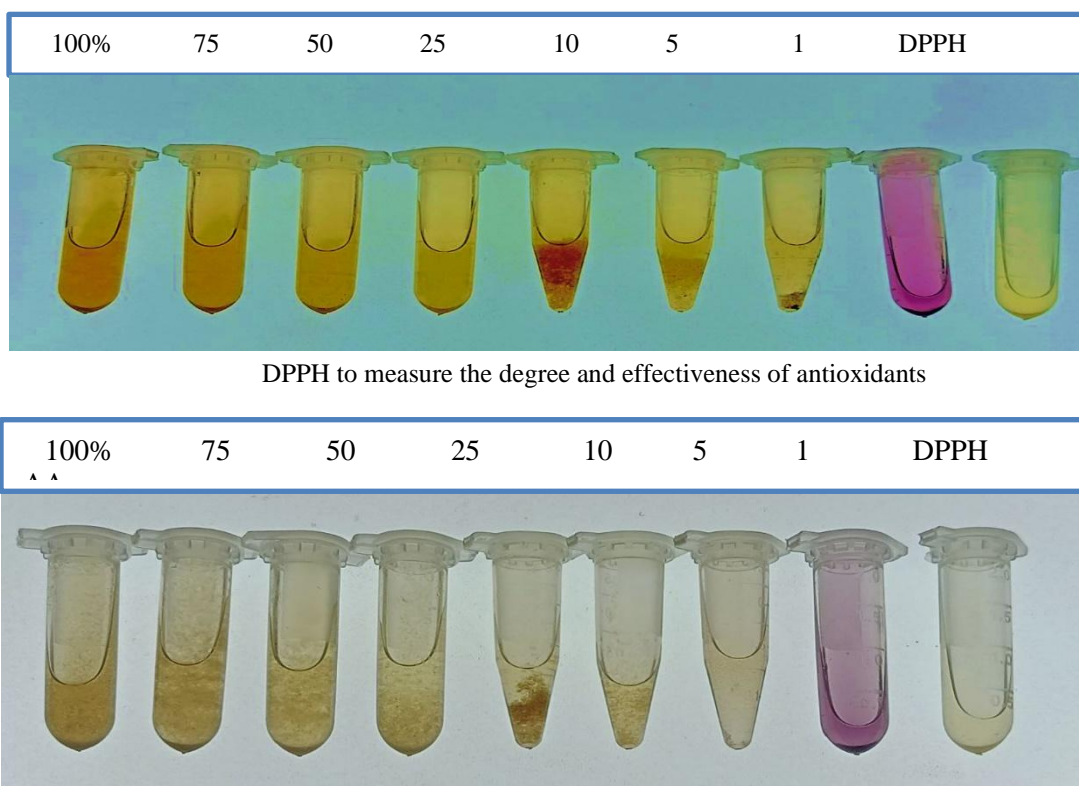 100% 75 50 25 10 5 1 DPPH
DPPH to measure the degree and effectiveness of antioxidants
100% 75 50 25 10 5 1 DPPH